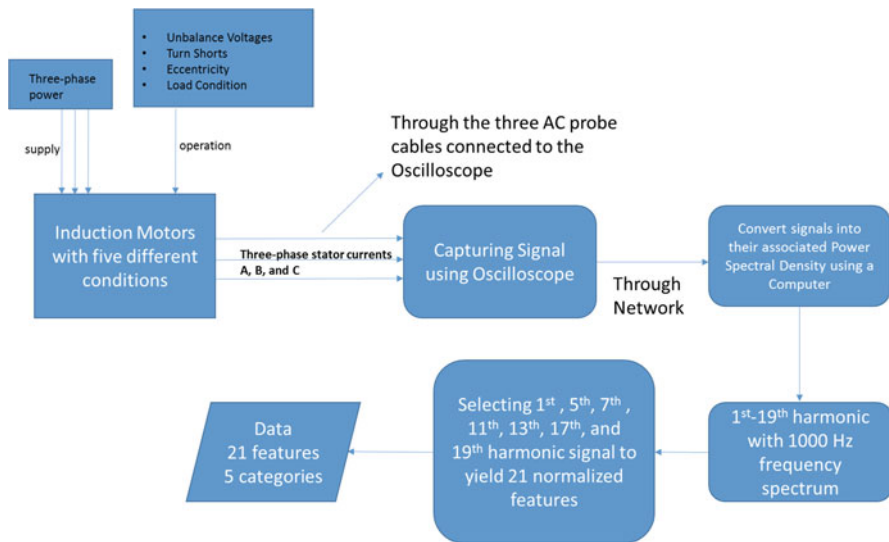 • Unbalance Voltages
• Turn Shorts
• Eccentricity
• Load Condition
Three-phase
power
supply
operation
Through the three AC probe
cables connected to the
Oscilloscope
Induction Motors
with five different
conditions
Three-phase stator currents
A, B, and C
Capturing Signal
using Oscilloscope
Through
Network
Convert signals into
their associated Power
Spectral Density using a
Computer
1st-19th harmonic
with 1000 Hz
frequency
spectrum
Selecting 1st , 5th, 7th ,
11th, 13th, 17th, and
19th harmonic signal to
yield 21 normalized
features
Data
21 features
5 categories